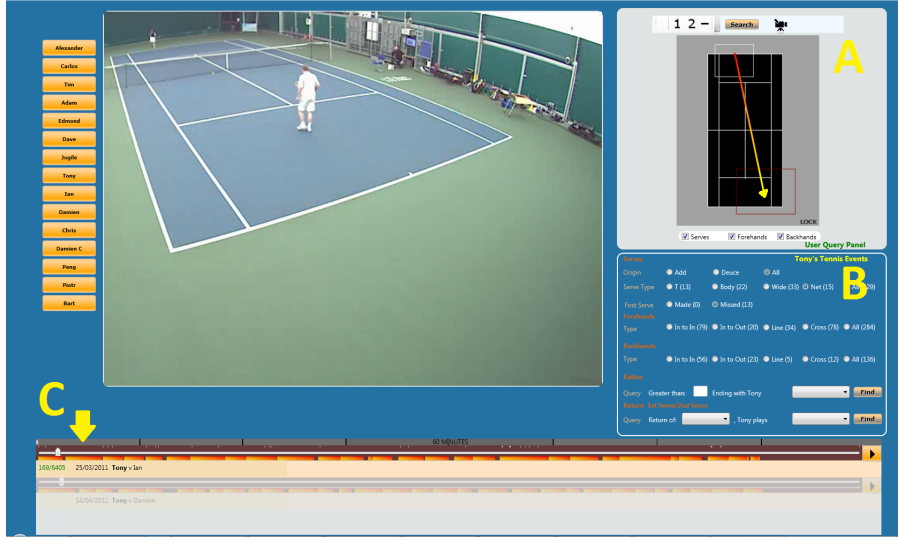 Alexander
Carlos
Tim
Adam
Edmond
Dave
Jogile
Tony
Ian
Damien
Chris
Damien C
Peng
Piotr
Bart
1 2 - Search
A
LOCK
Serves Forehands Backhands
User Query Panel
Serves Tony's Tennis Events
B
Origin Add Deuce All
Serve Type T (13) Body (22) Wide (33) Net (15)
First Serve Made (0) Missed (13)
Forehands
Type In to In (79) In to Out (20) Line (34) Cross (78) All (284)
Backhands
Type In to In (56) In to Out (23) Line (5) Cross (12) All (136)
Rallies
Query Greater than: Ending with Tony Find
Return 1st Serve/2nd Serve
Query Return of: , Tony plays Find
C
60 MINUTES
169/6405 25/03/2011 Tony v Ian
14/04/2011 Tony v Damien